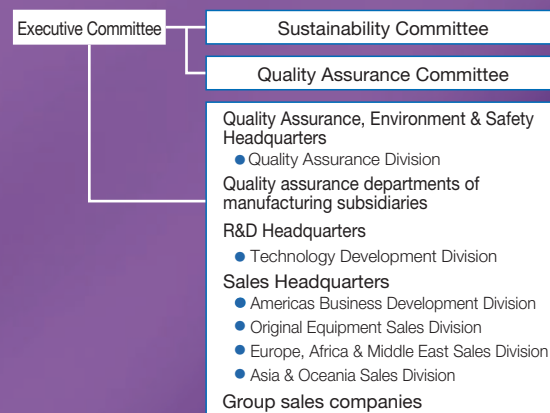 Executive Committee
Sustainability Committee
Quality Assurance Committee
Quality Assurance, Environment & Safety
Headquarters
● Quality Assurance Division
Quality assurance departments of
manufacturing subsidiaries
R&D Headquarters
● Technology Development Division
Sales Headquarters
● Americas Business Development Division
● Original Equipment Sales Division
● Europe, Africa & Middle East Sales Division
● Asia & Oceania Sales Division
Group sales companies